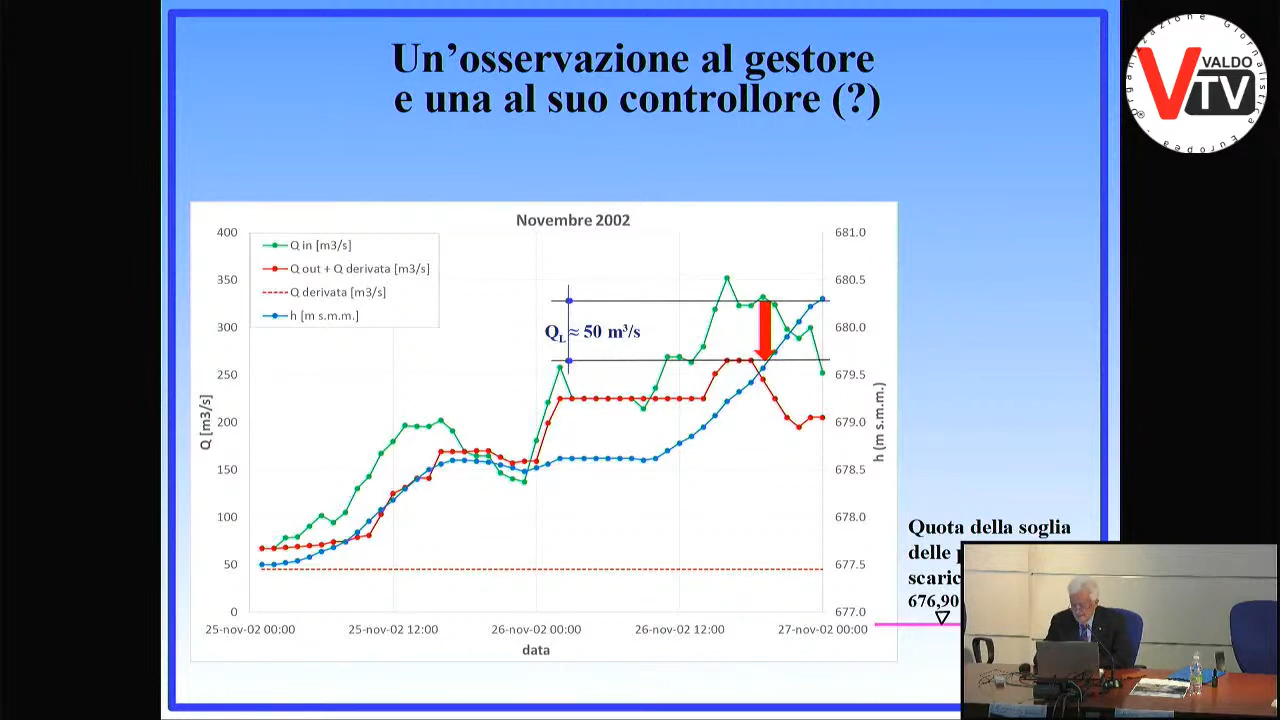 Un’osservazione al gestore
e una al suo controllore (?)
VALDO
TV
Organizzazione Giornalistica Europea
Novembre 2002
400
350
300
250
200
150
100
50
0
Q [m3/s]
Q in [m3/s]
Q out + Q derivata [m3/s]
Q derivata [m3/s]
h [m s.m.m.]
QL ≈ 50 m³/s
681.0
680.5
680.0
679.5
679.0
678.5
678.0
677.5
677.0
h (m s.m.m.)
25-nov-02 00:00
25-nov-02 12:00
26-nov-02 00:00
26-nov-02 12:00
27-nov-02 00:00
data
Quota della soglia
delle
scaric
676,90